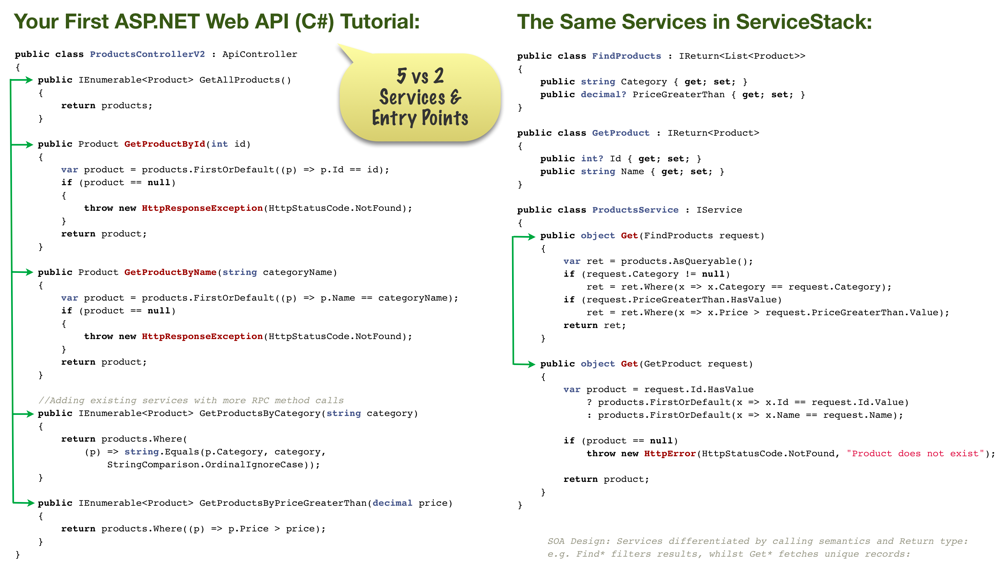 Your First ASP.NET Web API (C#) Tutorial:
public class ProductsControllerV2 : ApiController
{
public IEnumerable<Product> GetAllProducts()
{
return products;
}
public Product GetProductById(int id)
{
var product = products.FirstOrDefault((p) => p.Id == id);
if (product == null)
{
throw new HttpResponseException(HttpStatusCode.NotFound);
}
return product;
}
public Product GetProductByName(string categoryName)
{
var product = products.FirstOrDefault((p) => p.Name == categoryName);
if (product == null)
{
throw new HttpResponseException(HttpStatusCode.NotFound);
}
return product;
}
//Adding existing services with more RPC method calls
public IEnumerable<Product> GetProductsByCategory(string category)
{
return products.Where(
(p) => string.Equals(p.Category, category,
StringComparison.OrdinalIgnoreCase));
}
public IEnumerable<Product> GetProductsByPriceGreaterThan(decimal price)
{
return products.Where((p) => p.Price > price);
}
}
5 vs 2
Services &
Entry Points
The Same Services in ServiceStack:
public class FindProducts : IReturn<List<Product>>
{
public string Category { get; set; }
public decimal? PriceGreaterThan { get; set; }
}
public class GetProduct : IReturn<Product>
{
public int? Id { get; set; }
public string Name { get; set; }
}
public class ProductsService : IService
{
public object Get(FindProducts request)
{
var ret = products.AsQueryable();
if (request.Category != null)
ret = ret.Where(x => x.Category == request.Category);
if (request.PriceGreaterThan.HasValue)
ret = ret.Where(x => x.Price > request.PriceGreaterThan.Value);
return ret;
}
public object Get(GetProduct request)
{
var product = request.Id.HasValue
? products.FirstOrDefault(x => x.Id == request.Id.Value)
: products.FirstOrDefault(x => x.Name == request.Name);
if (product == null)
throw new HttpError(HttpStatusCode.NotFound, "Product does not exist");
return product;
}
}
SOA Design: Services differentiated by calling semantics and Return type:
e.g. Find* filters results, whilst Get* fetches unique records: